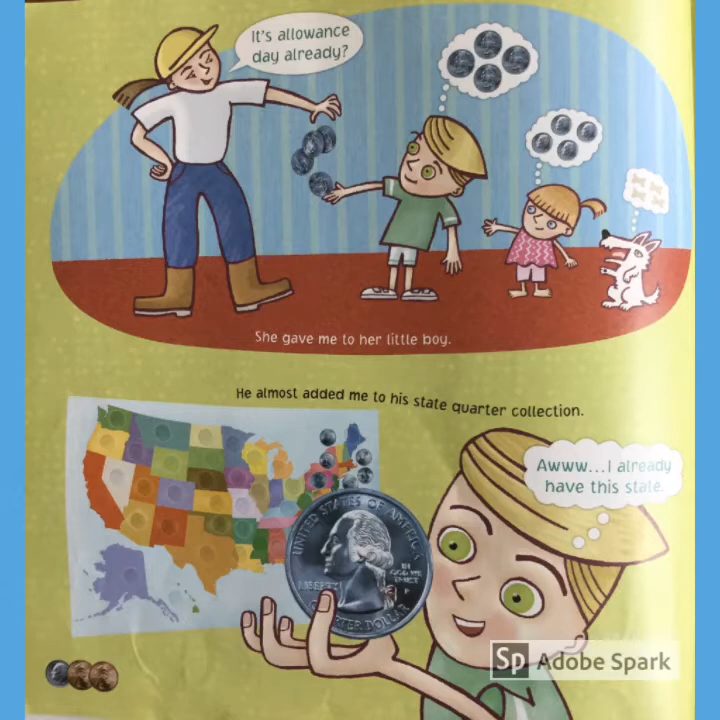 It's allowance
day already?
She gave me to her little boy.
He almost added me to his state quarter collection.
Awww...I already
have this state.
UNITED STATES OF AMERICA
LIBERTY
IN
GOD WE
TRUST
P
QUARTER DOLLAR
Sp Adobe Spark